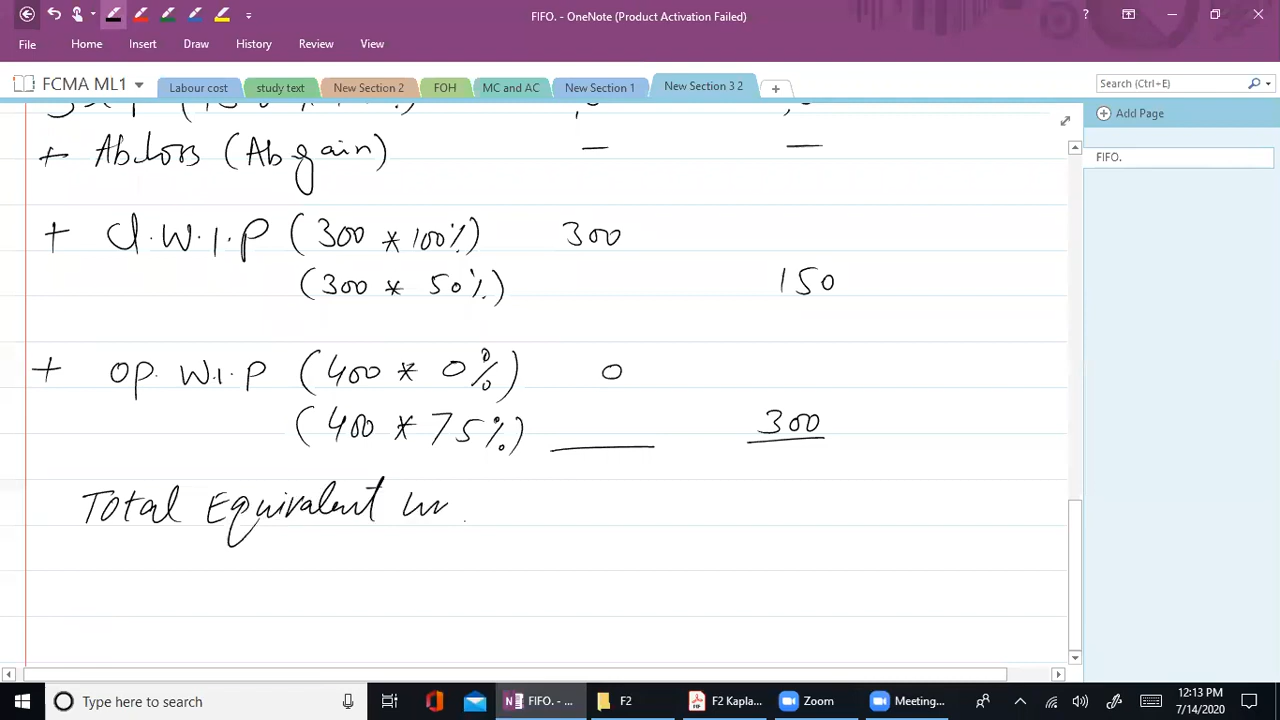 FIFO. - OneNote (Product Activation Failed)
File Home Insert Draw History Review View
FCMA ML1 Labour cost study text New Section 2 FOH MC and AC New Section 1 New Section 3 2
Search (Ctrl+E)
Add Page
FIFO.
+ Ab loss (Ab gain) — —
+ Cl.W.I.P (300 * 100%) 300
(300 * 50%) 150
+ OP. W.I.P (400 * 0%) 0
(400 * 75%) 300
Total Equivalent un
Type here to search
FIFO. - ...
F2
F2 Kapla...
Zoom
Meeting...
12:13 PM
7/14/2020